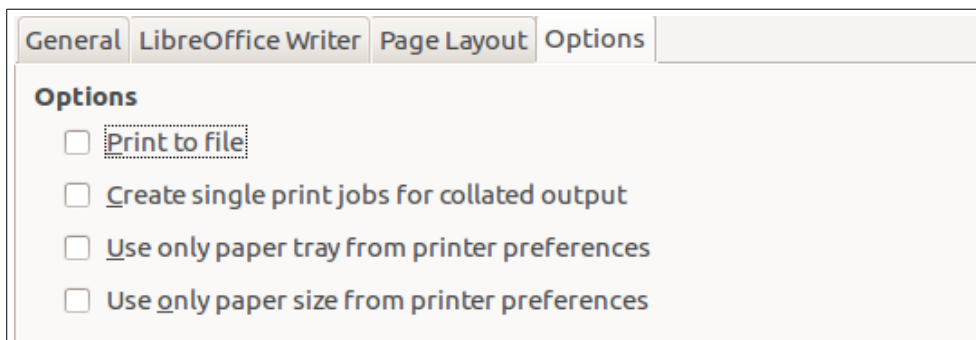 General LibreOffice Writer Page Layout Options
Options
Print to file
Create single print jobs for collated output
Use only paper tray from printer preferences
Use only paper size from printer preferences